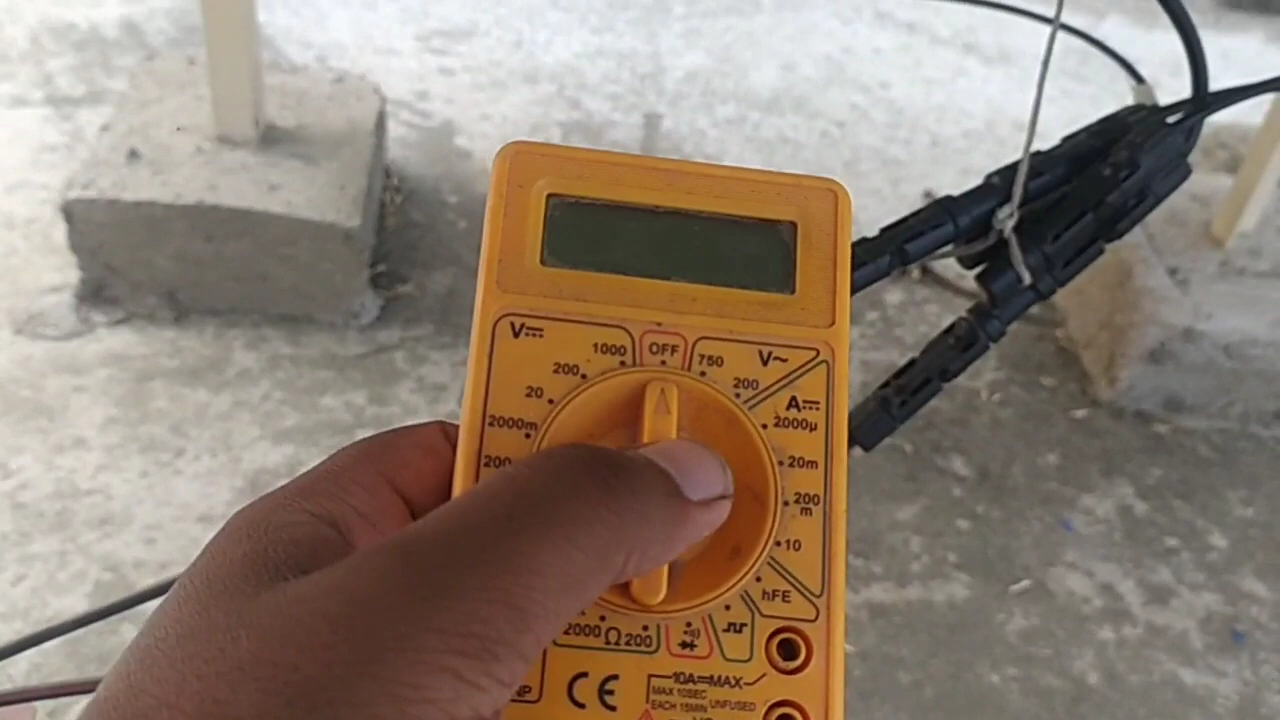 V⎓
1000
OFF
750
V~
200
200
20
A⎓
2000m
2000µ
200
20m
200
m
10
hFE
2000
Ω
200
CE
10A⎓MAX
MAX 10SEC
EACH 15MIN
UNFUSED